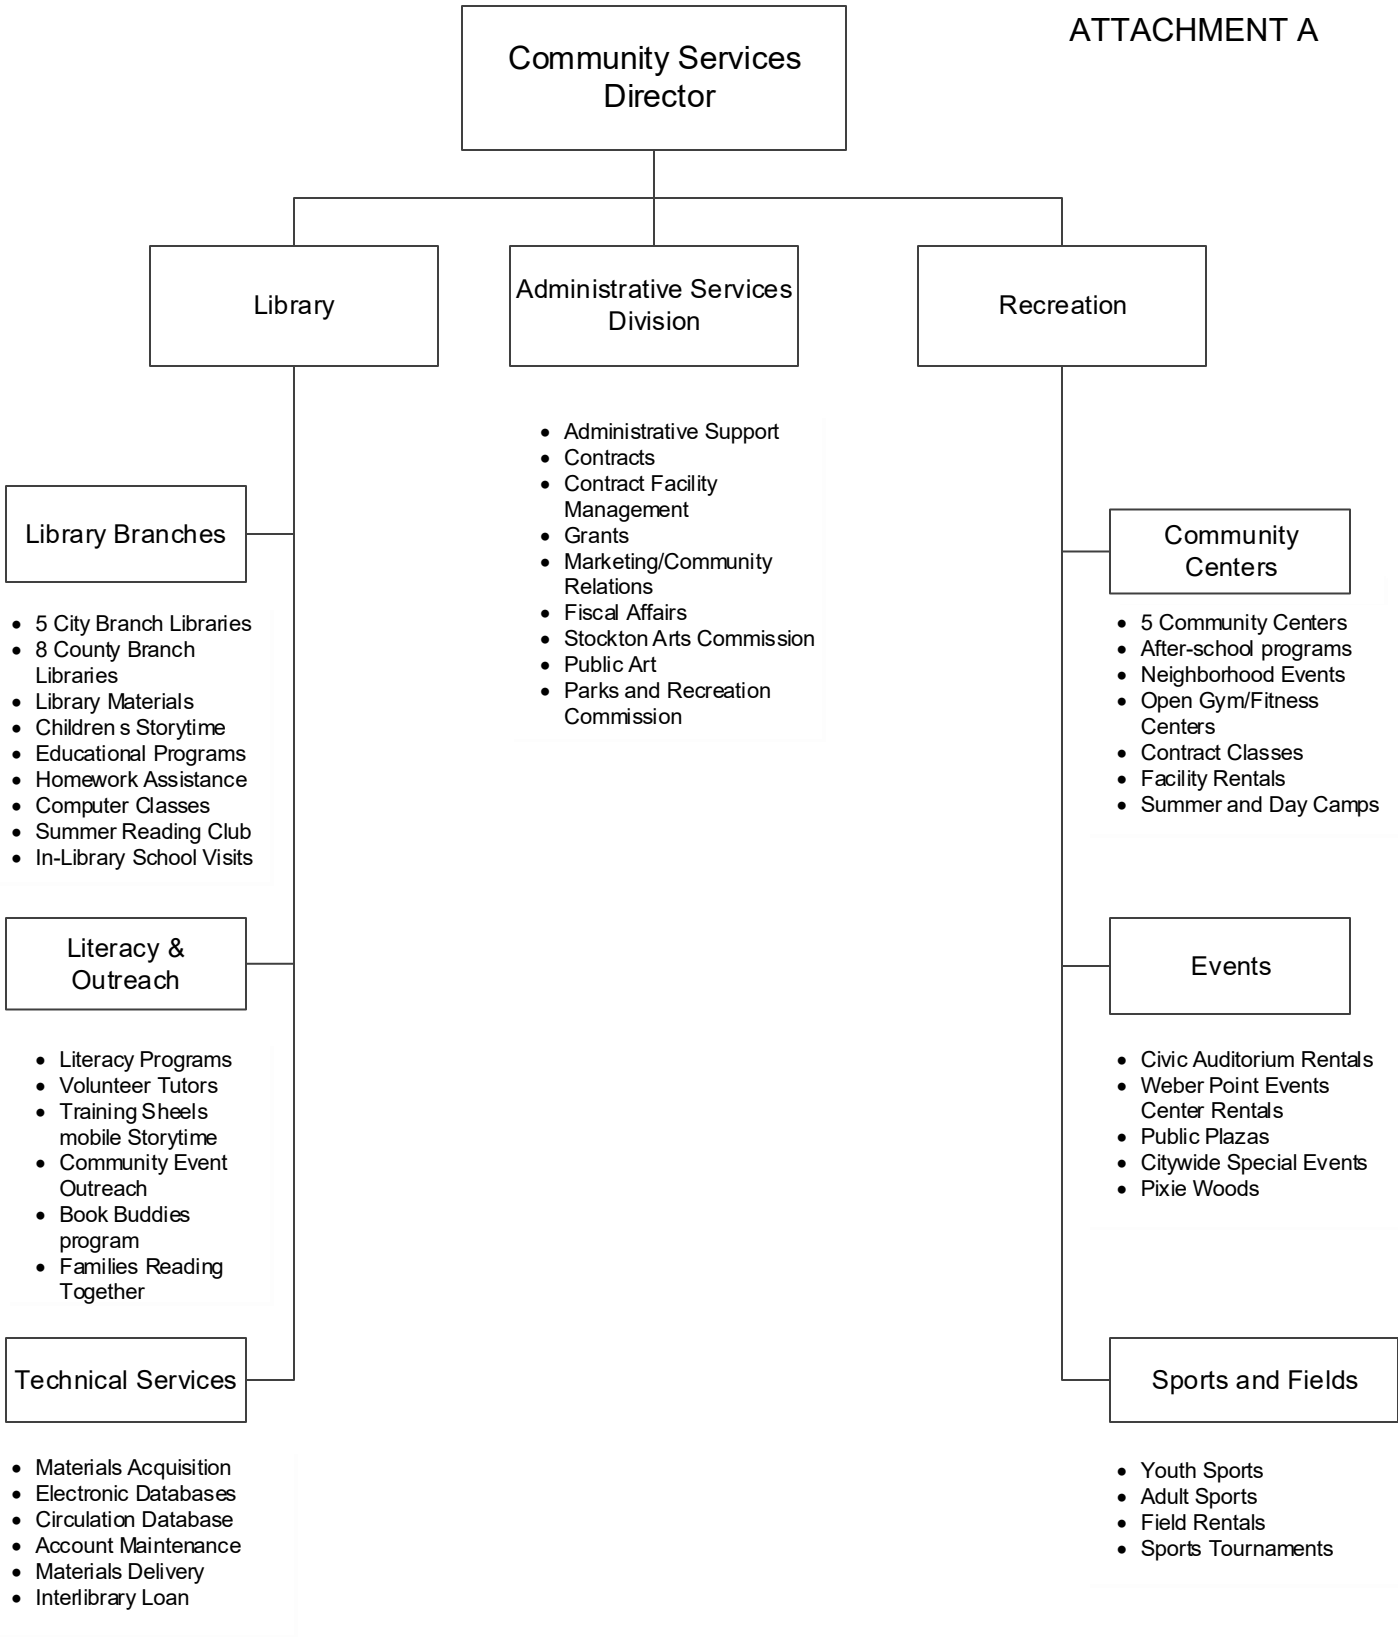 ATTACHMENT A
Community Services
Director
Library
Administrative Services
Division
Recreation
• Administrative Support
• Contracts
• Contract Facility
Management
• Grants
• Marketing/Community
Relations
• Fiscal Affairs
• Stockton Arts Commission
• Public Art
• Parks and Recreation
Commission
Library Branches
• 5 City Branch Libraries
• 8 County Branch
Libraries
• Library Materials
• Children s Storytime
• Educational Programs
• Homework Assistance
• Computer Classes
• Summer Reading Club
• In-Library School Visits
Literacy &
Outreach
• Literacy Programs
• Volunteer Tutors
• Training Sheels
mobile Storytime
• Community Event
Outreach
• Book Buddies
program
• Families Reading
Together
Technical Services
• Materials Acquisition
• Electronic Databases
• Circulation Database
• Account Maintenance
• Materials Delivery
• Interlibrary Loan
Community
Centers
• 5 Community Centers
• After-school programs
• Neighborhood Events
• Open Gym/Fitness
Centers
• Contract Classes
• Facility Rentals
• Summer and Day Camps
Events
• Civic Auditorium Rentals
• Weber Point Events
Center Rentals
• Public Plazas
• Citywide Special Events
• Pixie Woods
Sports and Fields
• Youth Sports
• Adult Sports
• Field Rentals
• Sports Tournaments